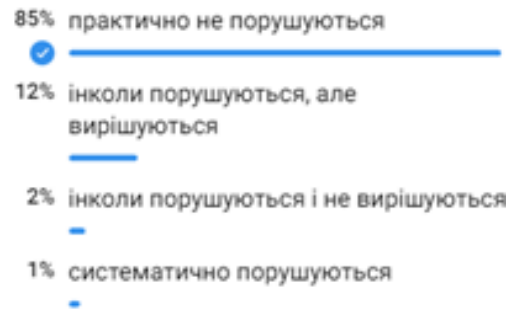 85% практично не порушуються
12% інколи порушуються, але
вирішуються
2% інколи порушуються і не вирішуються
1% систематично порушуються